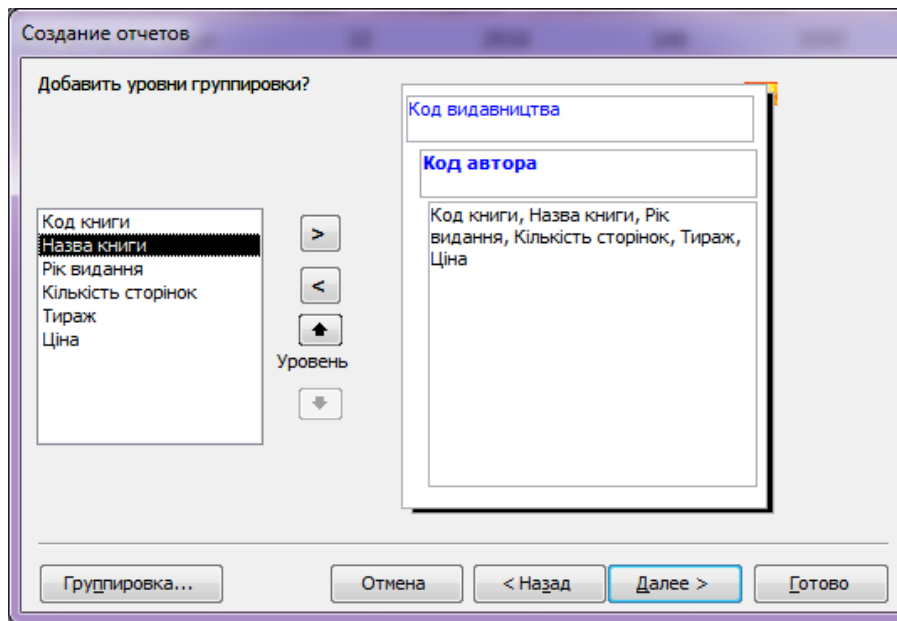 Создание отчетов
Добавить уровни группировки?
Код видавництва
Код автора
Код книги, Назва книги, Рік
видання, Кількість сторінок, Тираж,
Ціна
Код книги
Назва книги
Рік видання
Кількість сторінок
Тираж
Ціна
>
<
Уровень
Группировка...
Отмена
< Назад
Далее >
Готово